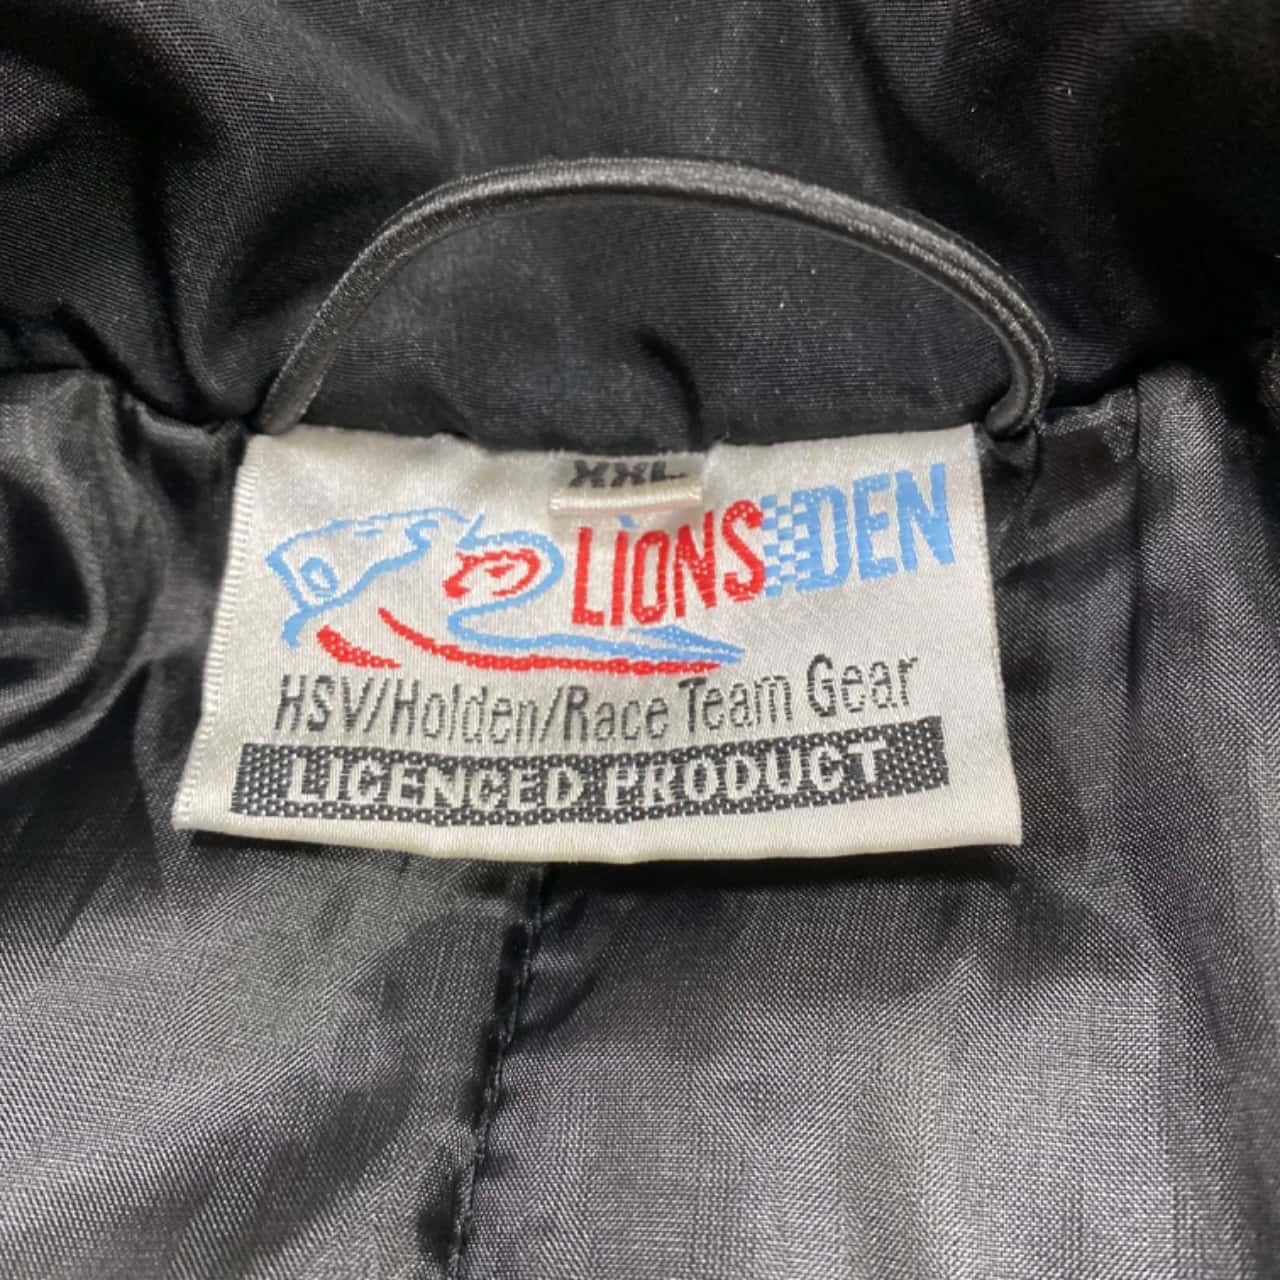 XXL
LIONS DEN
HSV/Holden/Race Team Gear
LICENCED PRODUCT